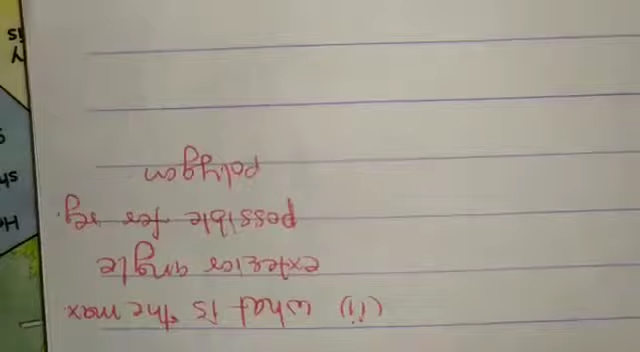 (ii) what is the max
exterior angle
possible for reg.
polygon